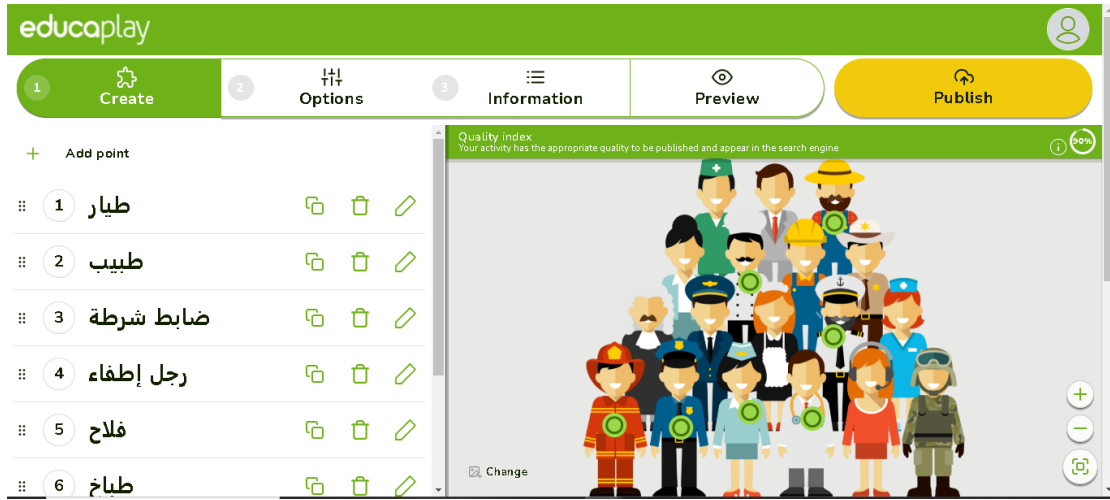 educaplay
1 Create
2 Options
3 Information
Preview
Publish
Add point
Quality index
Your activity has the appropriate quality to be published and appear in the search engine
90%
1 طيار
2 طبيب
3 ضابط شرطة
4 رجل إطفاء
5 فلاح
6 طباخ
Change